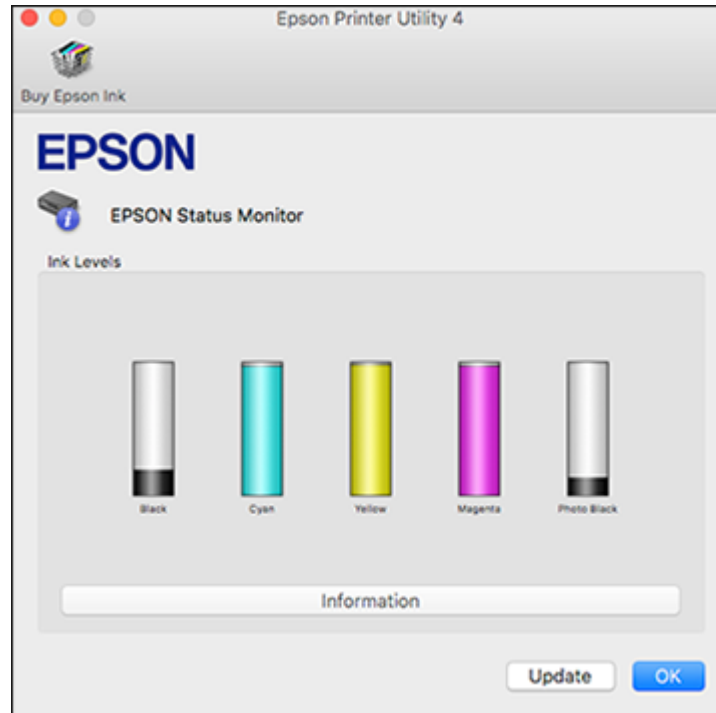 Epson Printer Utility 4
Buy Epson Ink
EPSON
i
EPSON Status Monitor
Ink Levels
Black
Cyan
Yellow
Magenta
Photo Black
Information
Update
OK